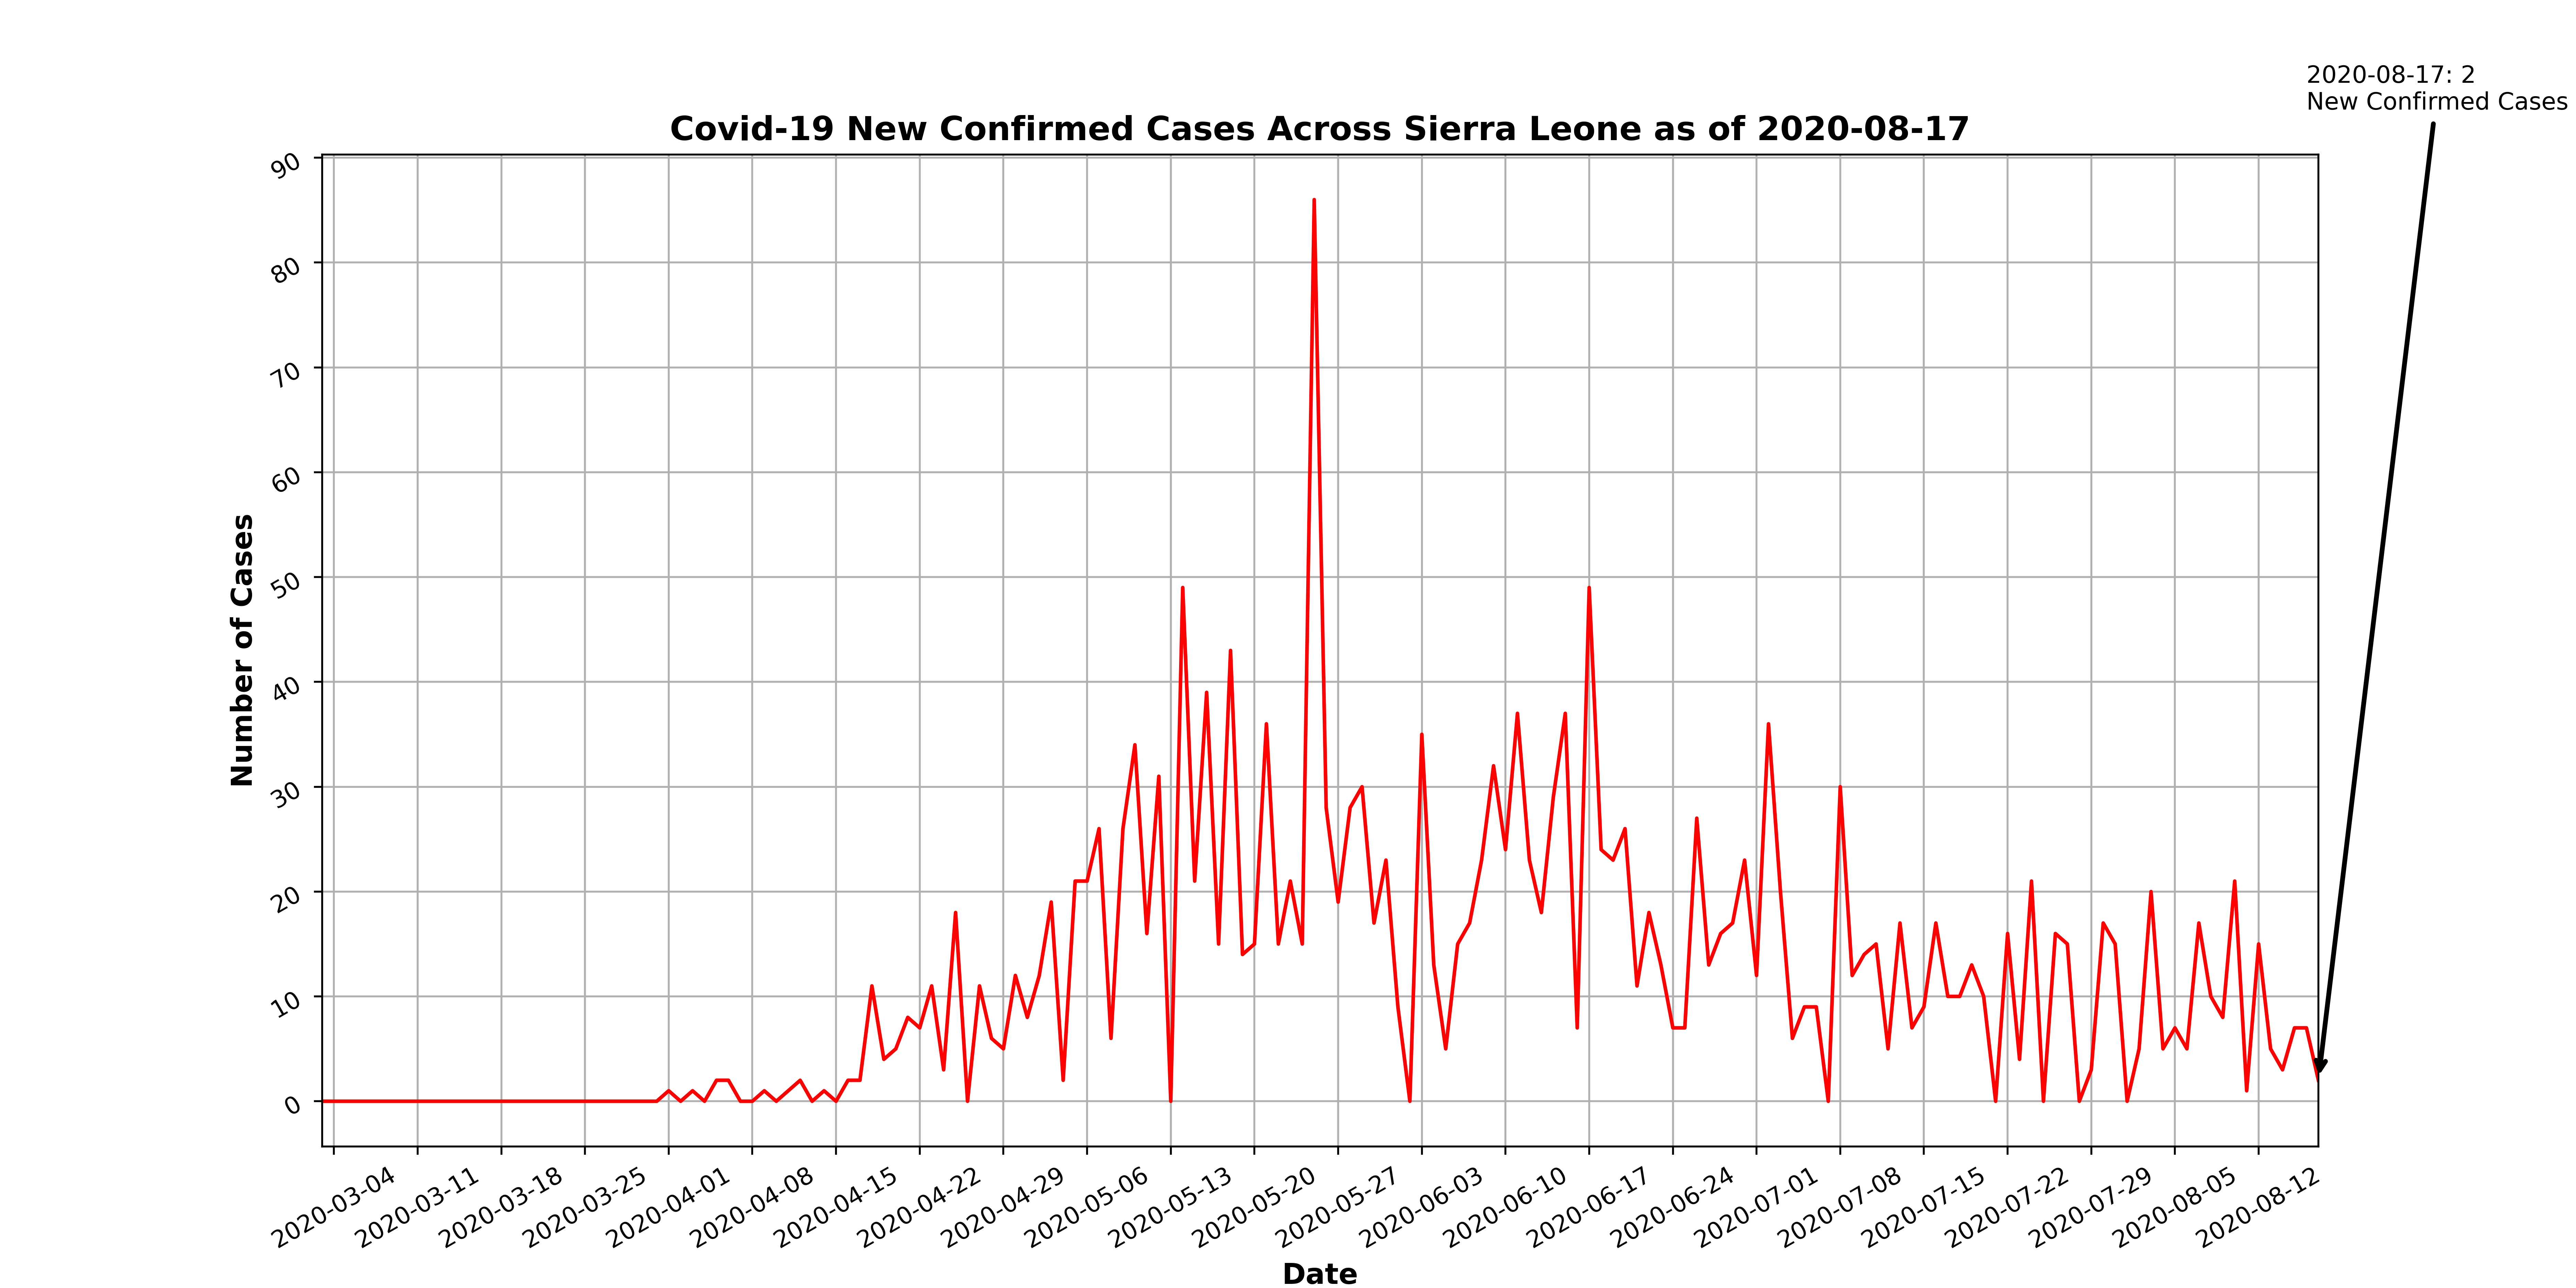 2020-08-17: 2
New Confirmed Cases
Covid-19 New Confirmed Cases Across Sierra Leone as of 2020-08-17
90
80
70
60
50
40
30
20
10
0
Number of Cases
2020-03-04 2020-03-11 2020-03-18 2020-03-25 2020-04-01 2020-04-08 2020-04-15 2020-04-22 2020-04-29 2020-05-06 2020-05-13 2020-05-20 2020-05-27 2020-06-03 2020-06-10 2020-06-17 2020-06-24 2020-07-01 2020-07-08 2020-07-15 2020-07-22 2020-07-29 2020-08-05 2020-08-12
Date